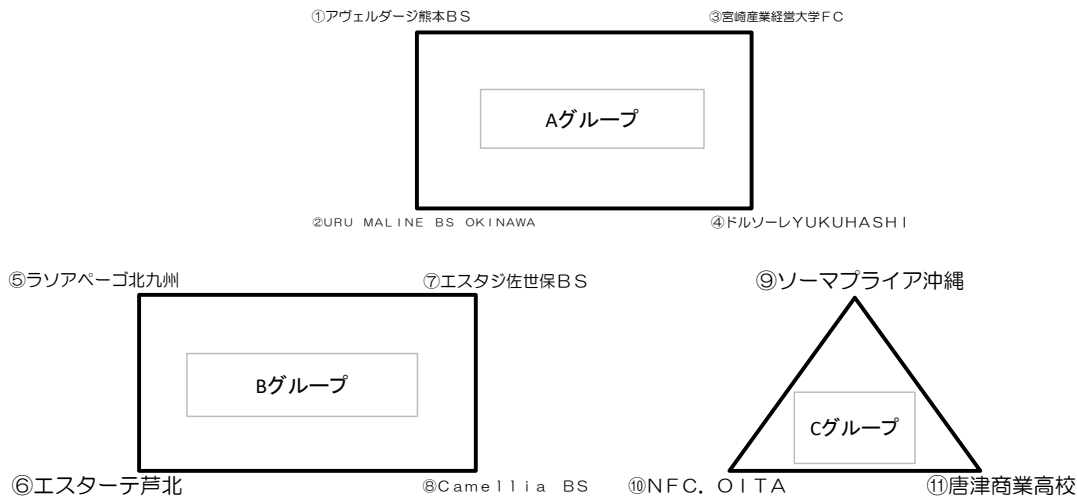 ①アヴェルダージ熊本BS
③宮崎産業経営大学FC
Aグループ
②URU MALINE BS OKINAWA
④ドルソーレYUKUHASHI
⑤ラソアペーゴ北九州
⑦エスタジ佐世保BS
⑨ソーマプライア沖縄
Bグループ
Cグループ
⑥エスターテ芦北
⑧Camellia BS
⑩NFC．OITA
⑪唐津商業高校